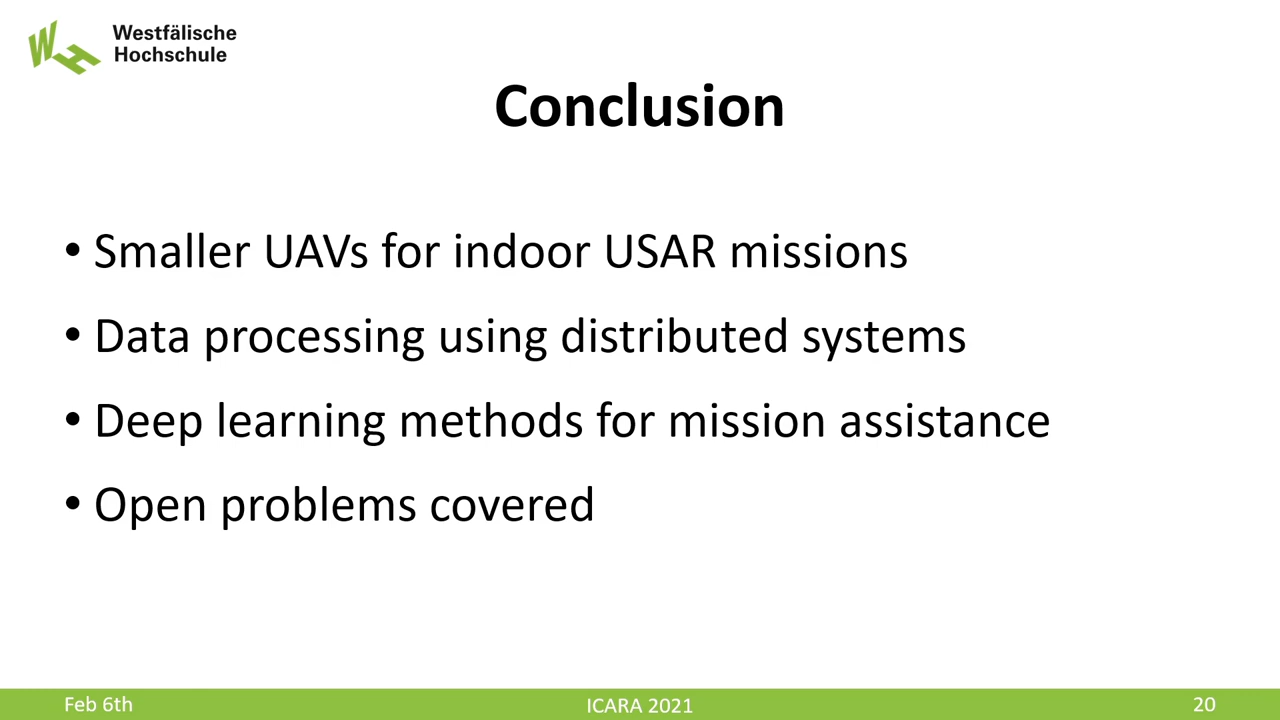 Westfälische
Hochschule
Conclusion
• Smaller UAVs for indoor USAR missions
• Data processing using distributed systems
• Deep learning methods for mission assistance
• Open problems covered
Feb 6th
ICARA 2021
20